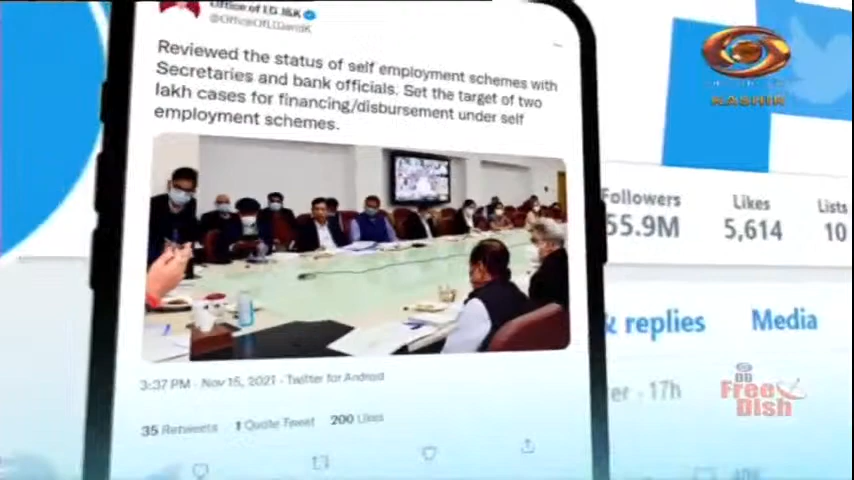 Office of LG J&K
Reviewed the status of self employment schemes with
Secretaries and bank officials. Set the target of two
lakh cases for financing/disbursement under self
employment schemes.
3:37 PM · Nov 15, 2021 · Twitter for Android
35 Retweets 1 Quote Tweet 200 Likes
KASHIR
Followers Likes Lists
55.9M 5,614 10
& replies Media
er · 17h
DD
Free
Dish